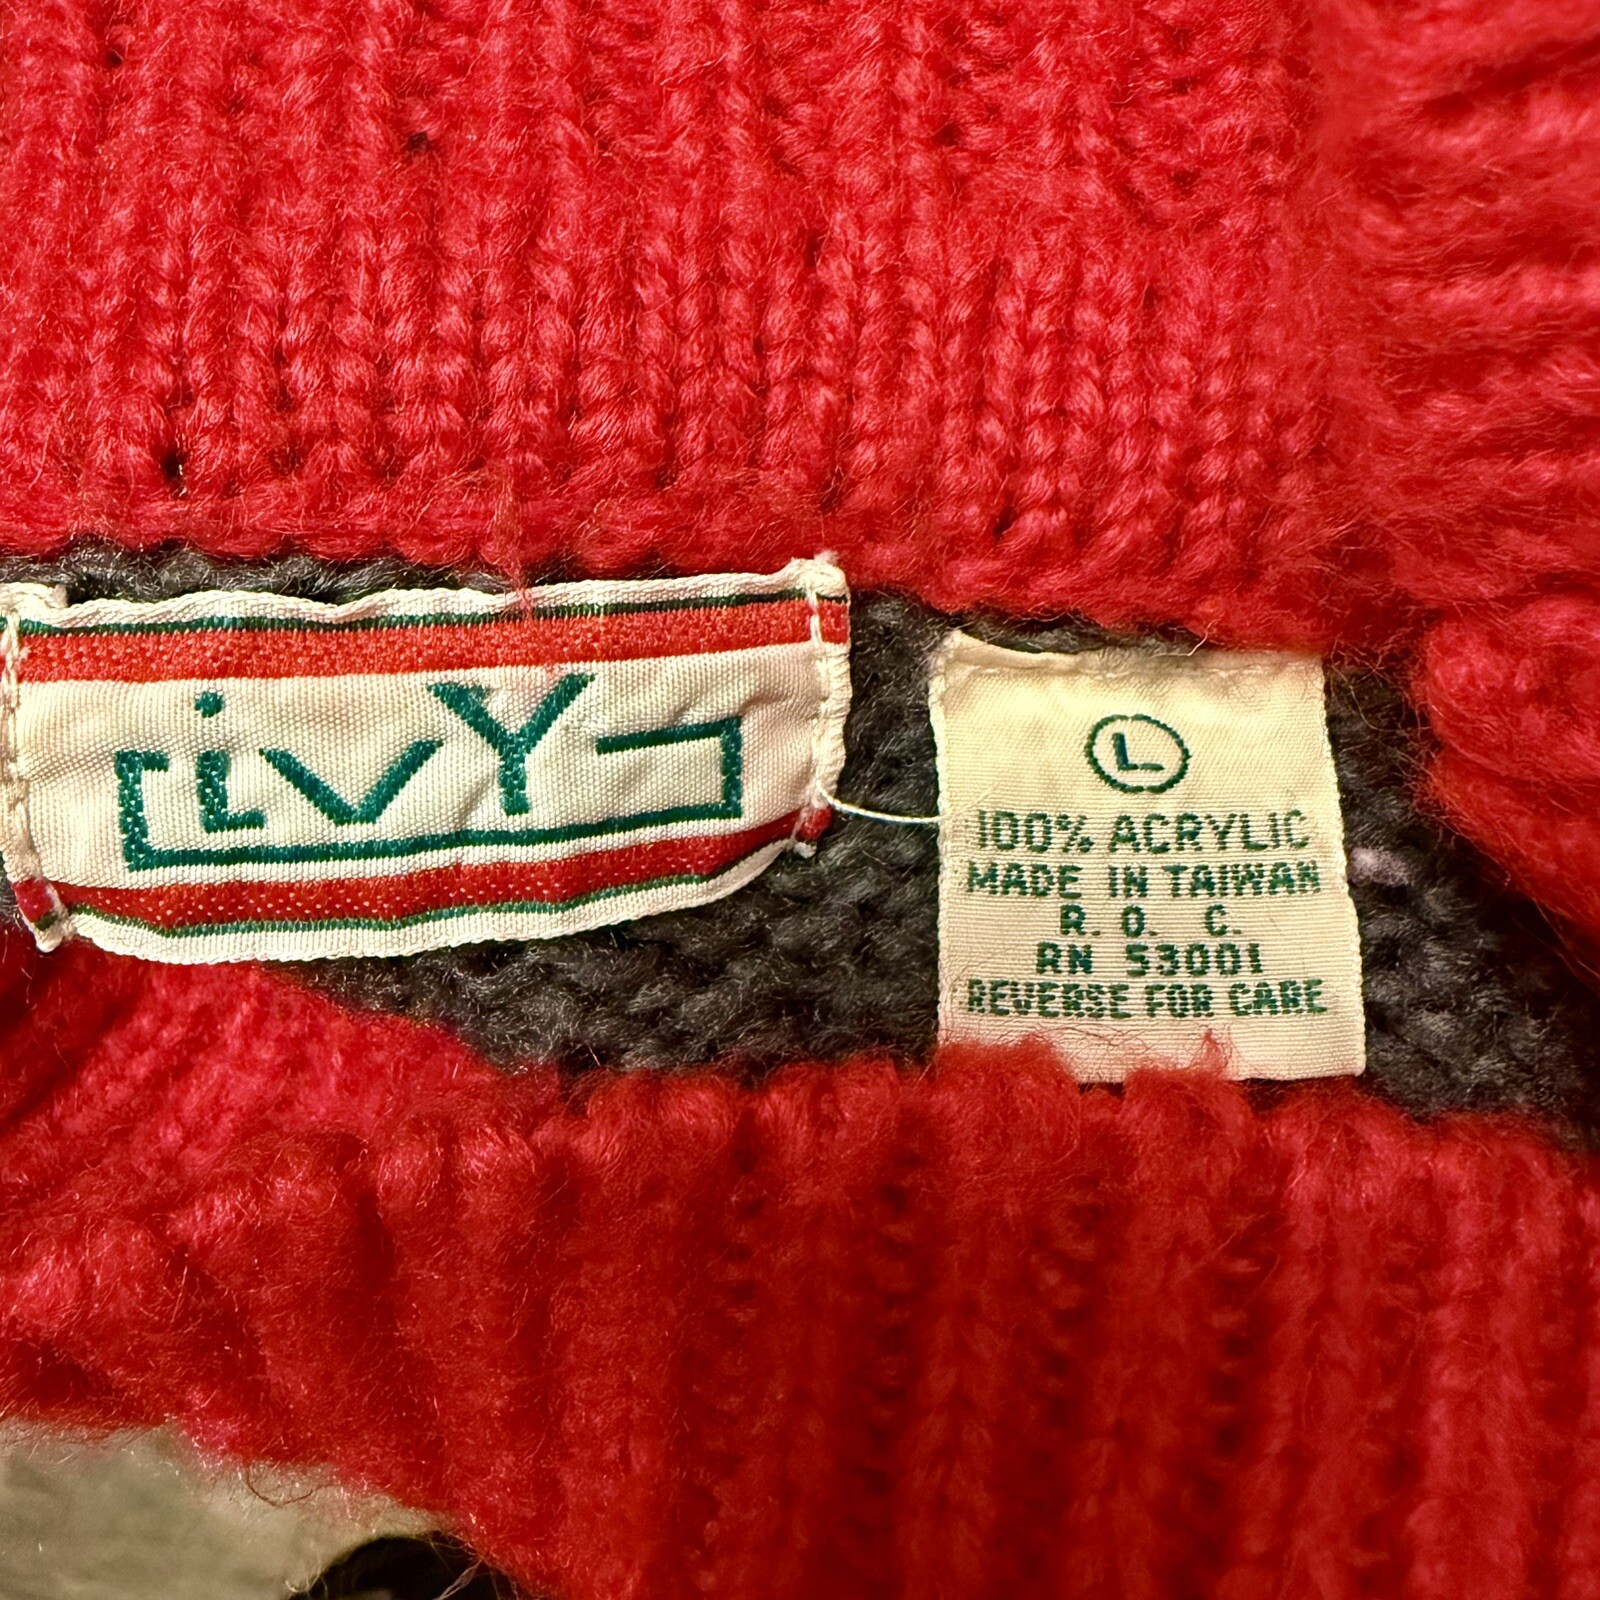 ivY
L
100% ACRYLIC
MADE IN TAIWAN
R. O. C.
RN 53001
REVERSE FOR CARE